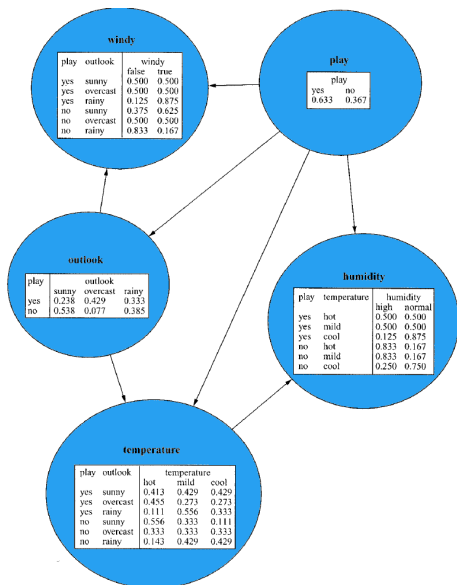 windy
play outlook windy
false true
yes sunny 0.500 0.500
yes overcast 0.500 0.500
yes rainy 0.125 0.875
no sunny 0.375 0.625
no overcast 0.500 0.500
no rainy 0.833 0.167
play
play
yes no
0.633 0.367
outlook
play outlook
sunny overcast rainy
yes 0.238 0.429 0.333
no 0.538 0.077 0.385
humidity
play temperature humidity
high normal
yes hot 0.500 0.500
yes mild 0.500 0.500
yes cool 0.125 0.875
no hot 0.833 0.167
no mild 0.833 0.167
no cool 0.250 0.750
temperature
play outlook temperature
hot mild cool
yes sunny 0.413 0.429 0.429
yes overcast 0.455 0.273 0.273
yes rainy 0.111 0.556 0.333
no sunny 0.556 0.333 0.111
no overcast 0.333 0.333 0.333
no rainy 0.143 0.429 0.429